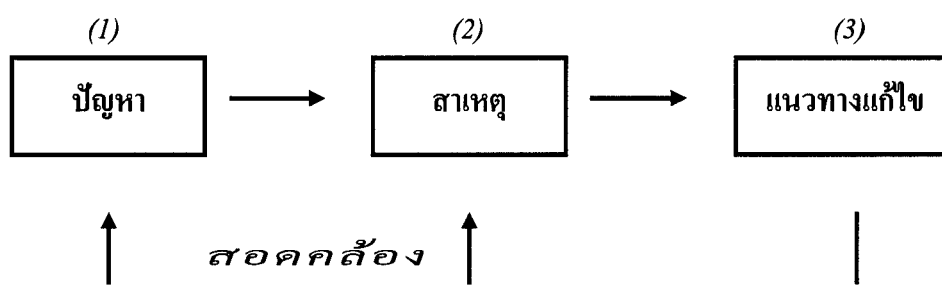 (1) (2) (3)
ปัญหา สาเหตุ แนวทางแก้ไข
สอดคล้อง